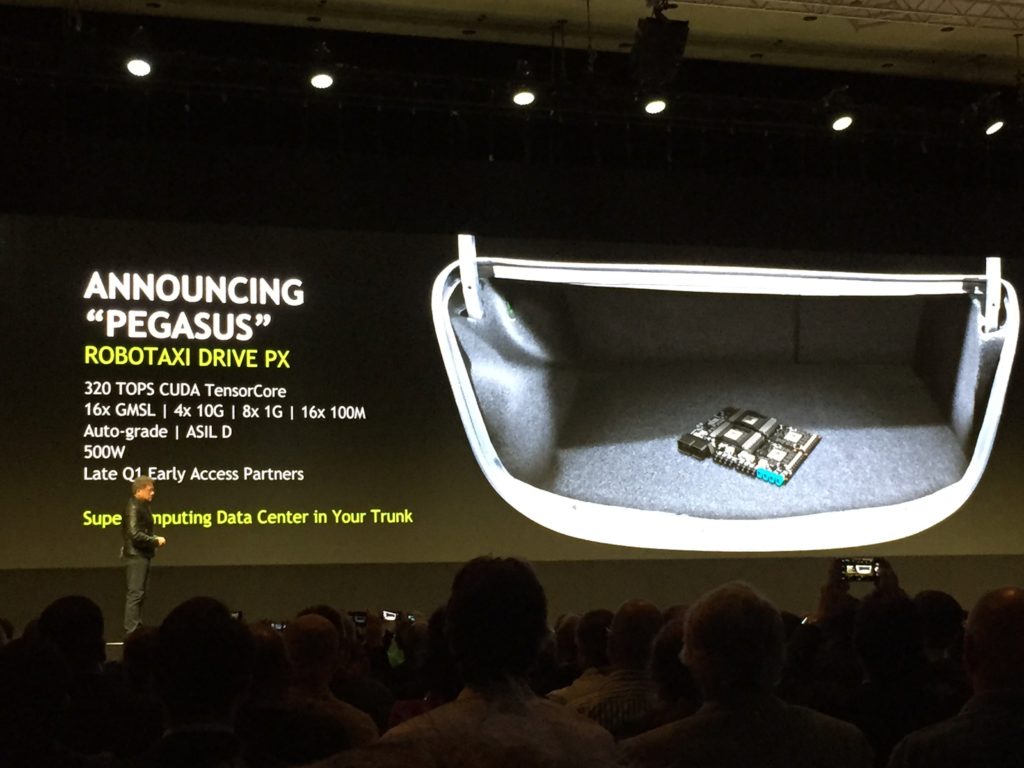 ANNOUNCING
“PEGASUS”
ROBOTAXI DRIVE PX
320 TOPS CUDA TensorCore
16x GMSL | 4x 10G | 8x 1G | 16x 100M
Auto-grade | ASIL D
500W
Late Q1 Early Access Partners
Supercomputing Data Center in Your Trunk